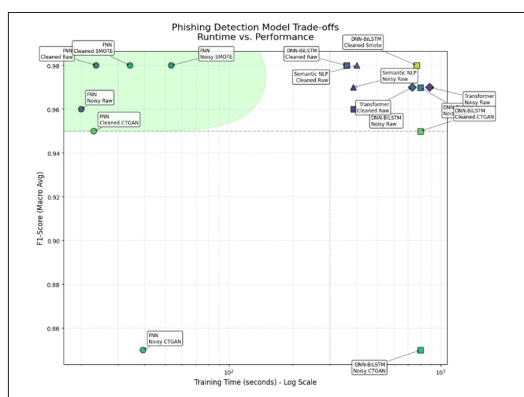 Phishing Detection Model Trade-offs
Runtime vs. Performance
FNN
Cleaned Raw
FNN
Cleaned SMOTE
FNN
Noisy SMOTE
DNN-BiLSTM
Cleaned Raw
DNN-BiLSTM
Cleaned Smote
Semantic NLP
Cleaned Raw
Semantic NLP
Noisy Raw
Transformer
Noisy Raw
FNN
Noisy Raw
Transformer
Cleaned Raw
DNN-BiLSTM
Noisy Raw
DNN-BiLSTM
Cleaned CTGAN
FNN
Cleaned CTGAN
FNN
Noisy CTGAN
DNN-BiLSTM
Noisy CTGAN
0.98
0.96
0.94
0.92
0.90
0.88
0.86
F1-Score (Macro Avg)
10²
10³
Training Time (seconds) - Log Scale